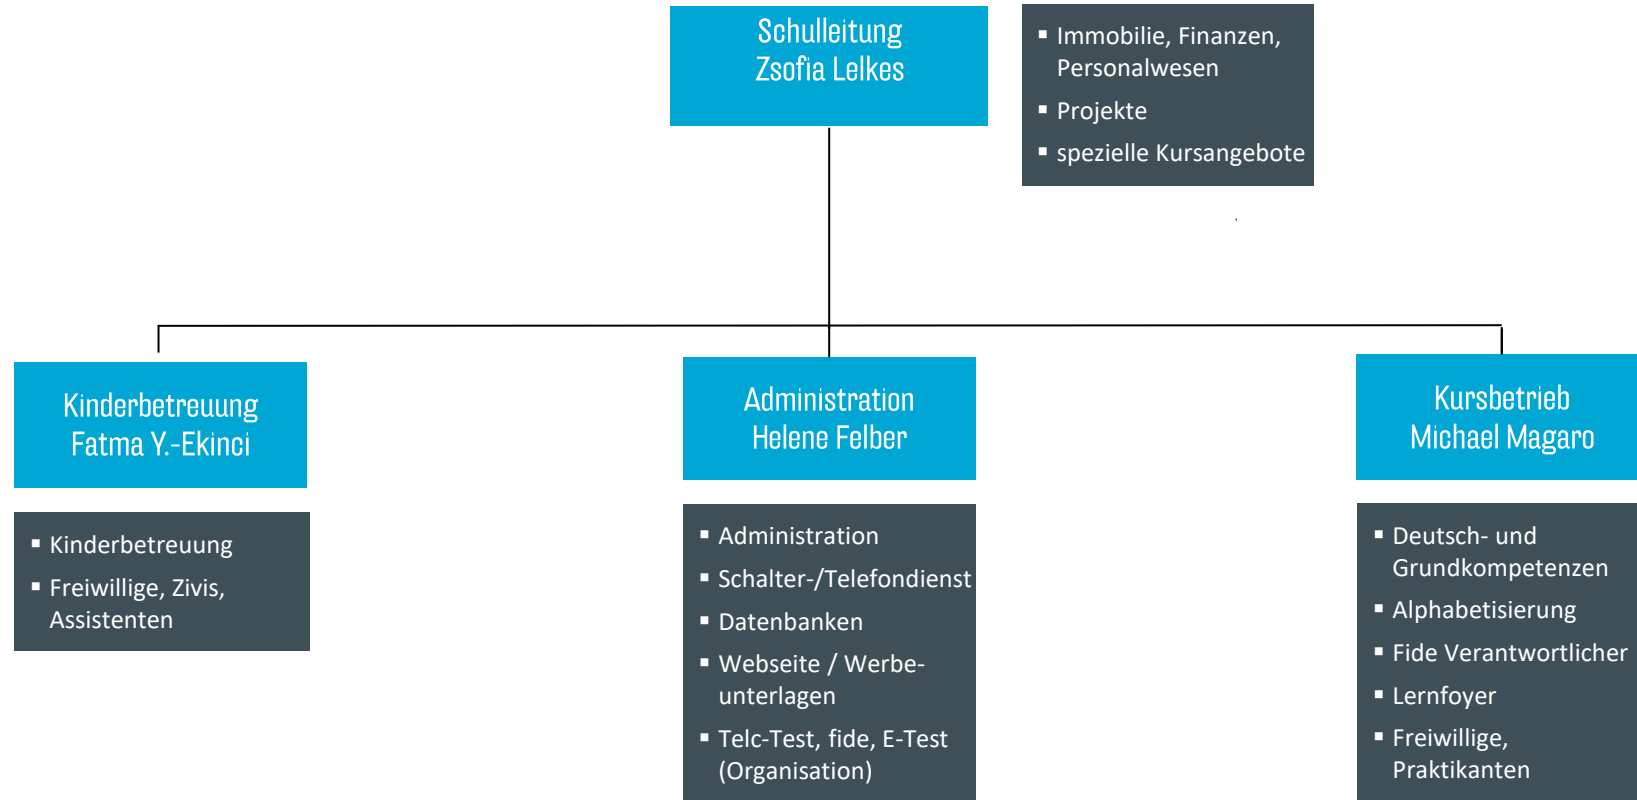 Schulleitung
Zsofia Lelkes
▪ Immobilie, Finanzen,
Personalwesen
▪ Projekte
▪ spezielle Kursangebote
Kinderbetreuung
Fatma Y.-Ekinci
▪ Kinderbetreuung
▪ Freiwillige, Zivis,
Assistenten
Administration
Helene Felber
▪ Administration
▪ Schalter-/Telefondienst
▪ Datenbanken
▪ Webseite / Werbe-
unterlagen
▪ Telc-Test, fide, E-Test
(Organisation)
Kursbetrieb
Michael Magaro
▪ Deutsch- und
Grundkompetenzen
▪ Alphabetisierung
▪ Fide Verantwortlicher
▪ Lernfoyer
▪ Freiwillige,
Praktikanten